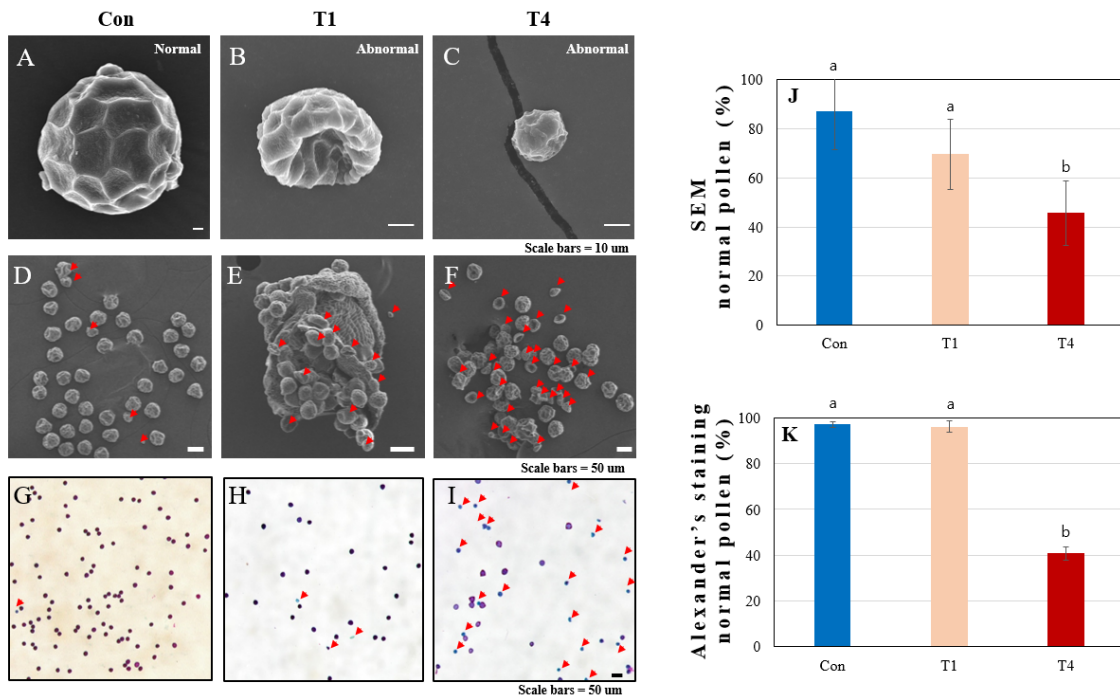 Con T1 T4
A Normal
B Abnormal
C Abnormal
Scale bars = 10 um
D E F
Scale bars = 50 um
G H I
Scale bars = 50 um
J
SEM
normal pollen (%)
100
80
60
40
20
0
a a b
Con T1 T4
K
Alexander's staining
normal pollen (%)
100
80
60
40
20
0
a a b
Con T1 T4